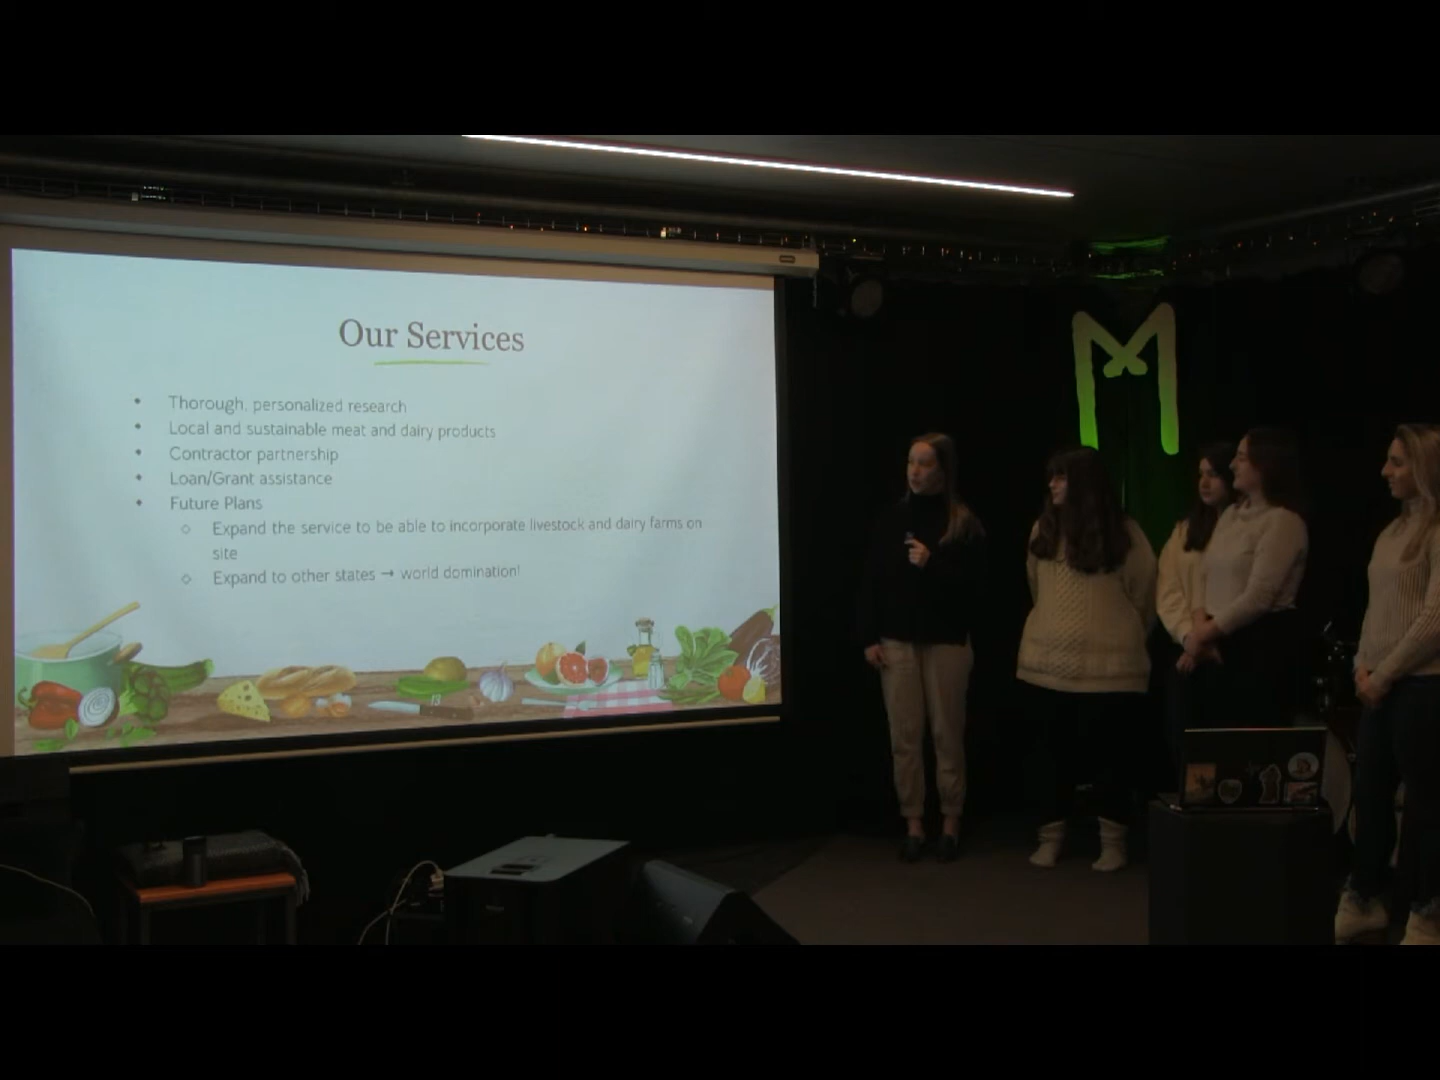 Our Services
• Thorough, personalized research
• Local and sustainable meat and dairy products
• Contractor partnership
• Loan/Grant assistance
• Future Plans
◇ Expand the service to be able to incorporate livestock and dairy farms on
site
◇ Expand to other states → world domination!
13
M